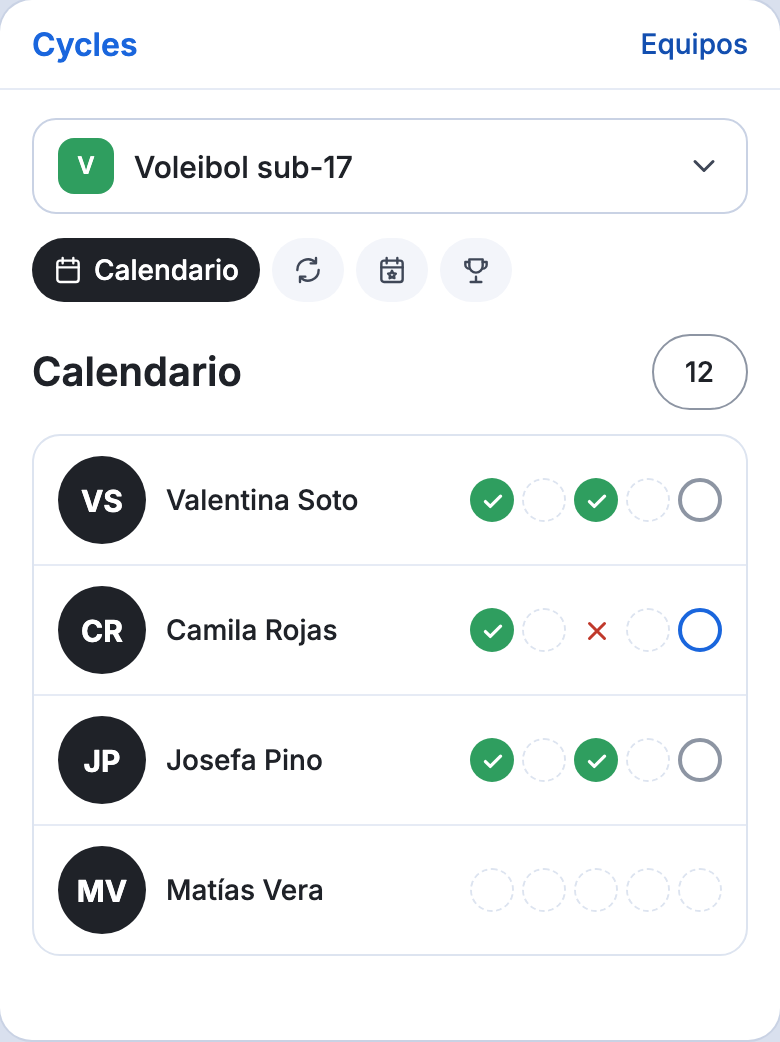 Cycles
Equipos
V
Voleibol sub-17
Calendario
Calendario
12
VS
Valentina Soto
CR
Camila Rojas
JP
Josefa Pino
MV
Matías Vera